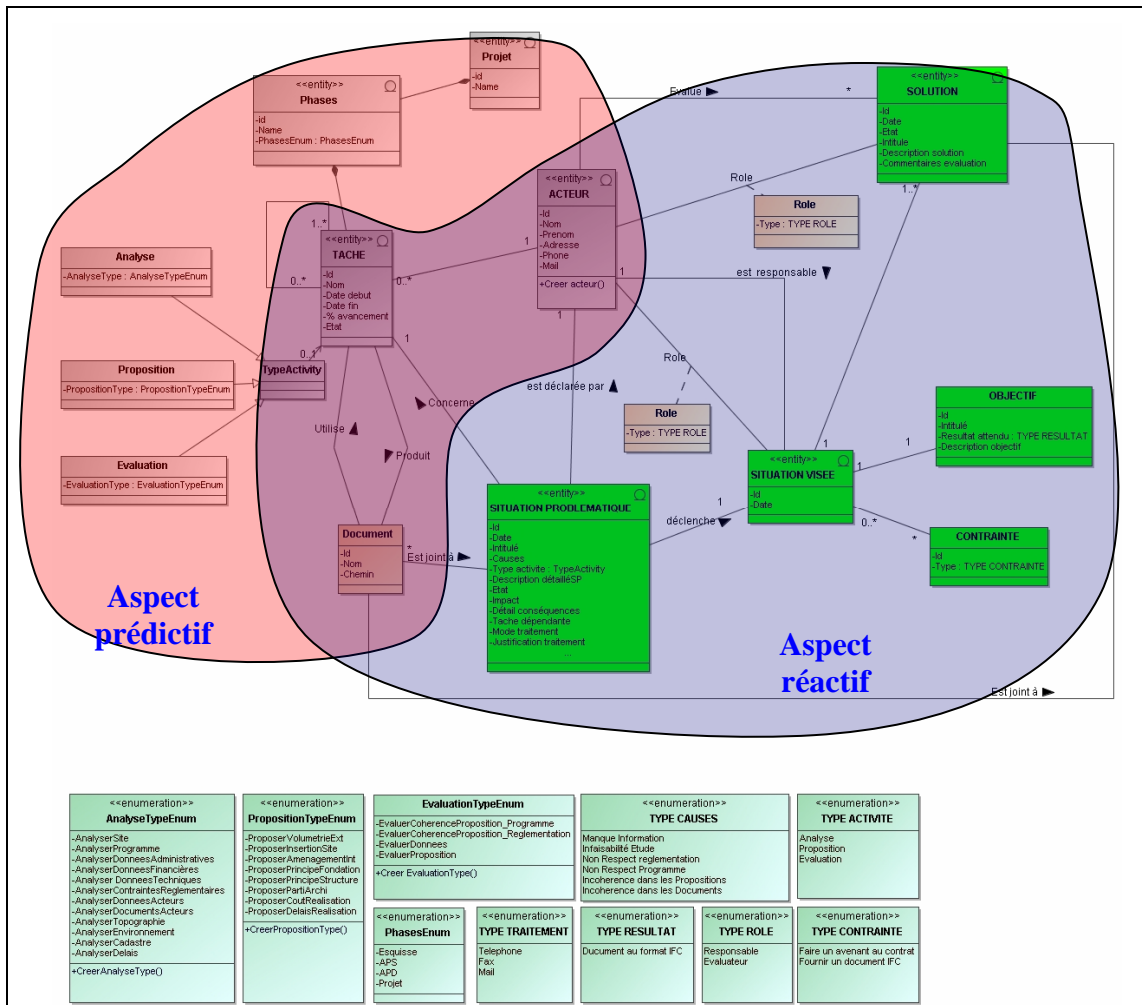 <<entity>>
Projet
-id
-Name
<<entity>>
Phases
-id
-Name
-PhasesEnum : PhasesEnum
Evalue
*
<<entity>>
SOLUTION
-Id
-Date
-Etat
-Intitule
-Description solution
-Commentaires evaluation
1..*
<<entity>>
ACTEUR
-Id
-Nom
-Prenom
-Adresse
-Phone
-Mail
+Creer acteur()
1
1
1
Role
Role
-Type : TYPE ROLE
est responsable
1..*
0..*
<<entity>>
TACHE
-Id
-Nom
-Date debut
-Date fin
-% avancement
-Etat
0..*
1
Analyse
-AnalyseType : AnalyseTypeEnum
0..1
TypeActivity
Proposition
-PropositionType : PropositionTypeEnum
Evaluation
-EvaluationType : EvaluationTypeEnum
Utilise
Produit
Concerne
est déclarée par
Role
Role
-Type : TYPE ROLE
OBJECTIF
-Id
-Intitulé
-Resultat attendu : TYPE RESULTAT
-Description objectif
1
1
1
<<entity>>
SITUATION VISEE
-Id
-Date
0..*
*
CONTRAINTE
-Id
-Type : TYPE CONTRAINTE
1
déclenche
<<entity>>
SITUATION PROBLEMATIQUE
-Id
-Date
-Intitulé
-Causes
-Type activite : TypeActivity
-Description détailléSP
-Etat
-Impact
-Détail conséquences
-Tache dépendante
-Mode traitement
-Justification traitement
...
Document
-Id
-Nom
-Chemin
*
Est joint à
Aspect
prédictif
Aspect
réactif
Est joint à
<<enumeration>>
AnalyseTypeEnum
-AnalyserSite
-AnalyserProgramme
-AnalyserDonneesAdministratives
-AnalyserDonneesFinancières
-Analyser DonneesTechniques
-AnalyserContraintesReglementaires
-AnalyserDonneesActeurs
-AnalyserDocumentsActeurs
-AnalyserTopographie
-AnalyserEnvironnement
-AnalyserCadastre
-AnalyserDelais
+CreerAnalyseType()
<<enumeration>>
PropositionTypeEnum
-ProposerVolumetrieExt
-ProposerInsertionSite
-ProposerAmenagementInt
-ProposerPrincipeFondation
-ProposerPrincipeStructure
-ProposerPartiArchi
-ProposerCoutRealisation
-ProposerDelaisRealisation
+CreerPropositionType()
<<enumeration>>
EvaluationTypeEnum
-EvaluerCoherenceProposition_Programme
-EvaluerCoherenceProposition_Reglementation
-EvaluerDonnees
-EvaluerProposition
+Creer EvaluationType()
<<enumeration>>
TYPE CAUSES
Manque Information
Infaisabilité Etude
Non Respect reglementation
Non Respect Programme
Incoherence dans les Propositions
Incoherence dans les Documents
<<enumeration>>
TYPE ACTIVITE
Analyse
Proposition
Evaluation
<<enumeration>>
PhasesEnum
-Esquisse
-APS
-APD
-Projet
<<enumeration>>
TYPE TRAITEMENT
Telephone
Fax
Mail
<<enumeration>>
TYPE RESULTAT
Ducument au format IFC
<<enumeration>>
TYPE ROLE
Responsable
Evaluateur
<<enumeration>>
TYPE CONTRAINTE
Faire un avenant au contrat
Fournir un document IFC